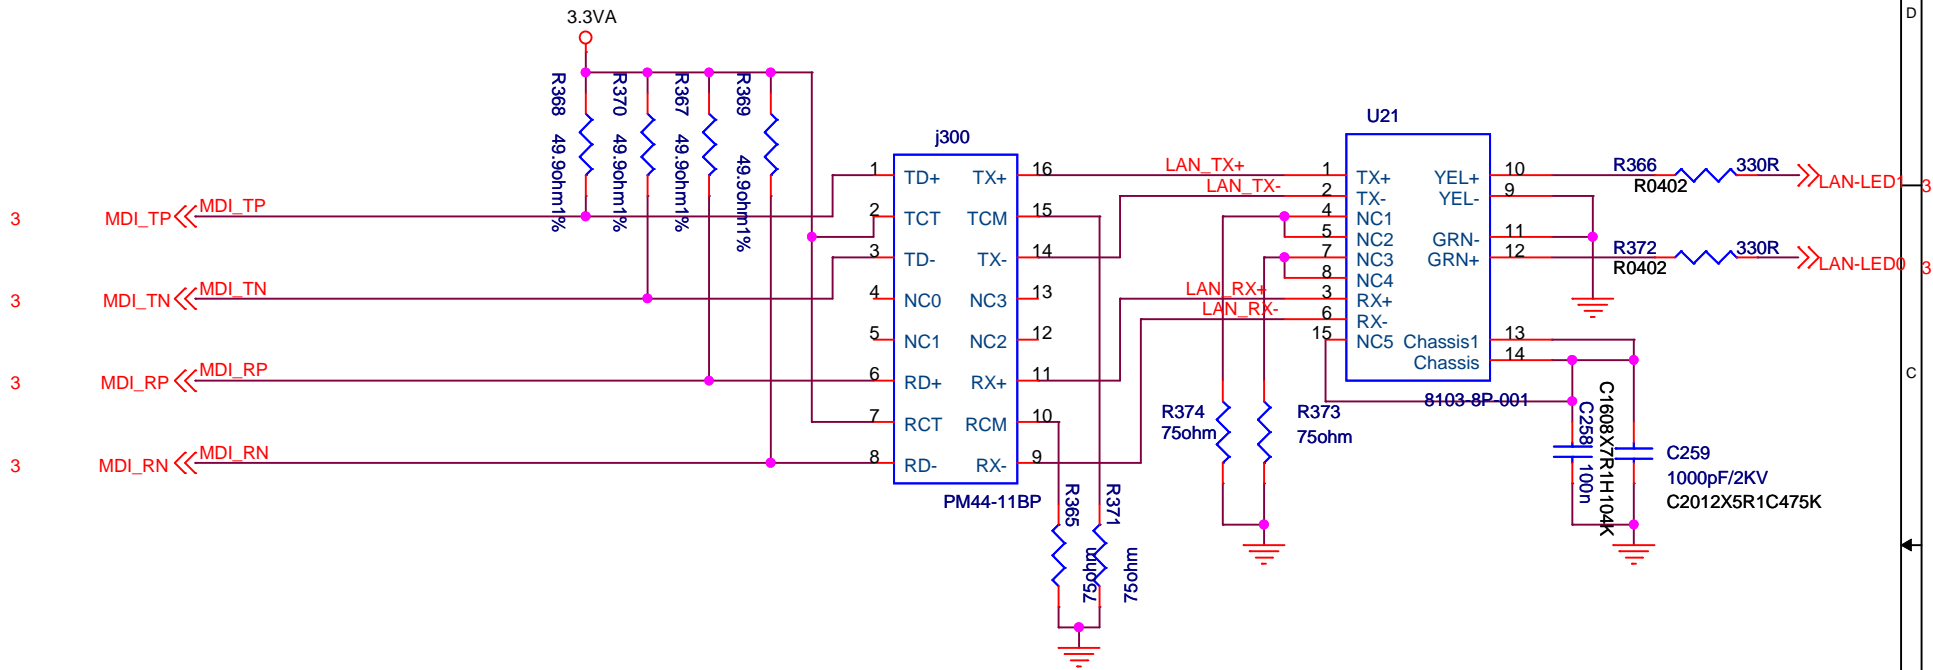 3.3VA
D
R368 49.9ohm1%
R370 49.9ohm1%
R367 49.9ohm1%
R369 49.9ohm1%
3 MDI_TP MDI_TP
3 MDI_TN MDI_TN
3 MDI_RP MDI_RP
3 MDI_RN MDI_RN
j300
1 TD+ TX+ 16
2 TCT TCM 15
3 TD- TX- 14
4 NC0 NC3 13
5 NC1 NC2 12
6 RD+ RX+ 11
7 RCT RCM 10
8 RD- RX- 9
PM44-11BP
R365 75ohm
R371 75ohm
LAN_TX+
LAN_TX-
LAN_RX+
LAN_RX-
U21
1 TX+ YEL+ 10
2 TX- YEL- 9
4 NC1
5 NC2 GRN- 11
7 NC3 GRN+ 12
8 NC4
3 RX+
6 RX-
15 NC5 Chassis1 13
Chassis 14
8103-8P-001
R374
75ohm
R373
75ohm
R366 330R
R0402
LAN-LED1 3
R372 330R
R0402
LAN-LED0 3
C
C258 100n
C1608X7R1H104K
C259
1000pF/2KV
C2012X5R1C475K